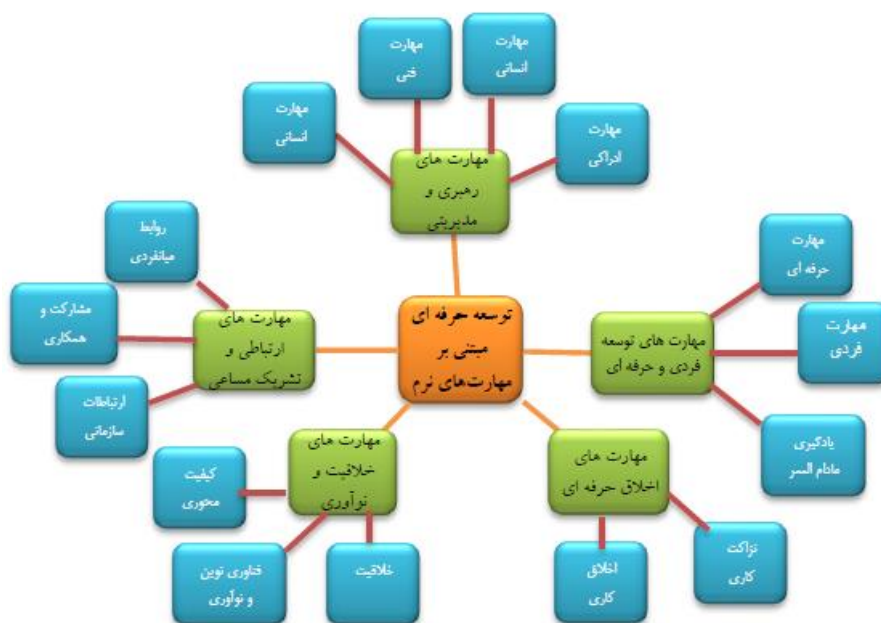 مهارت
انسانی
مهارت
فنی
مهارت
انسانی
مهارت
ادراکی
مهارت های
رهبری و
مدیریتی
روابط
میانفردی
مشارکت و
همکاری
ارتباطات
سازمانی
مهارت های
ارتباطی و
تشریک مساعی
توسعه حرفه ای
مبتنی بر
مهارت‌های نرم
مهارت های توسعه
فردی و حرفه ای
مهارت
حرفه ای
مهارت
فردی
یادگیری
مادام السر
مهارت های
خلاقیت و
نوآوری
کیفیت
محوری
فناوری نوین
و نوآوری
خلاقیت
مهارت های
اخلاق حرفه ای
اخلاق
کاری
نزاکت
کاری